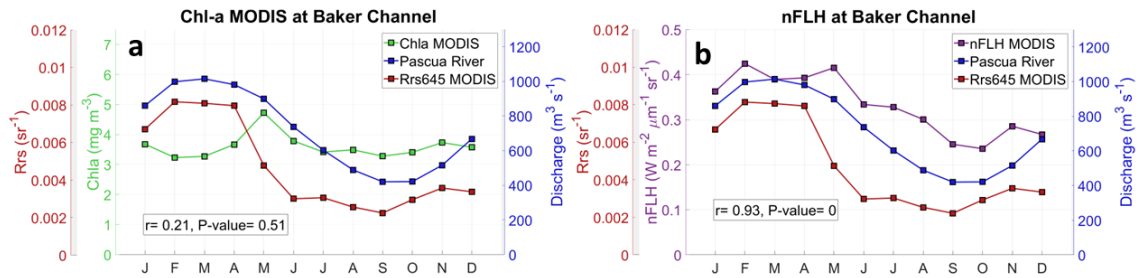 Chl-a MODIS at Baker Channel
a
Chla MODIS
Pascua River
Rrs645 MODIS
0.012
0.01
0.008
0.006
0.004
0.002
0
Rrs (sr-1)
7
6
5
4
3
2
1
0
Chla (mg m-3)
1200
1000
800
600
400
200
0
Discharge (m3 s-1)
r= 0.21, P-value= 0.51
J F M A M J J A S O N D
nFLH at Baker Channel
b
nFLH MODIS
Pascua River
Rrs645 MODIS
0.012
0.01
0.008
0.006
0.004
0.002
0
Rrs (sr-1)
0.5
0.4
0.3
0.2
0.1
0
nFLH (W m-2 μm-1 sr-1)
1200
1000
800
600
400
200
0
Discharge (m3 s-1)
r= 0.93, P-value= 0
J F M A M J J A S O N D